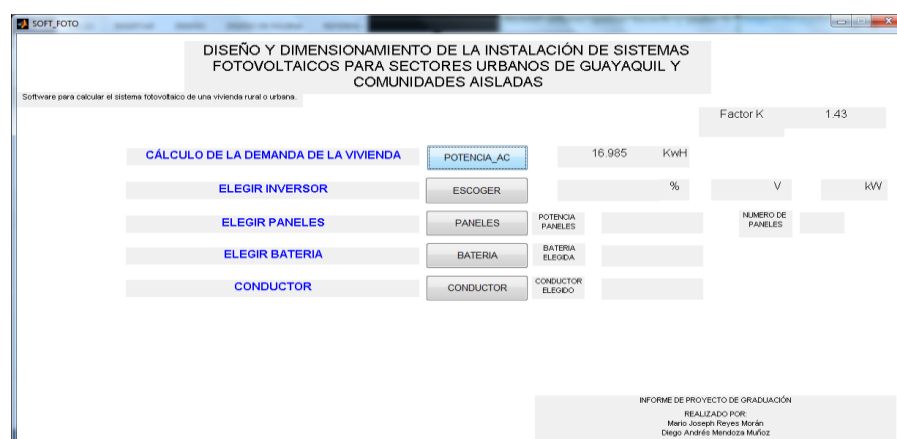 SOFT_FOTO
DISEÑO Y DIMENSIONAMIENTO DE LA INSTALACIÓN DE SISTEMAS
FOTOVOLTAICOS PARA SECTORES URBANOS DE GUAYAQUIL Y
COMUNIDADES AISLADAS
Software para calcular el sistema fotovoltaico de una vivienda rural o urbana.
Factor K 1.43
CÁLCULO DE LA DEMANDA DE LA VIVIENDA POTENCIA_AC 16.985 KwH
ELEGIR INVERSOR ESCOGER % V kW
ELEGIR PANELES PANELES POTENCIA PANELES NUMERO DE PANELES
ELEGIR BATERIA BATERIA BATERIA ELEGIDA
CONDUCTOR CONDUCTOR CONDUCTOR ELEGIDO
INFORME DE PROYECTO DE GRADUACIÓN
REALIZADO POR:
Mario Joseph Reyes Morán
Diego Andrés Mendoza Muñoz